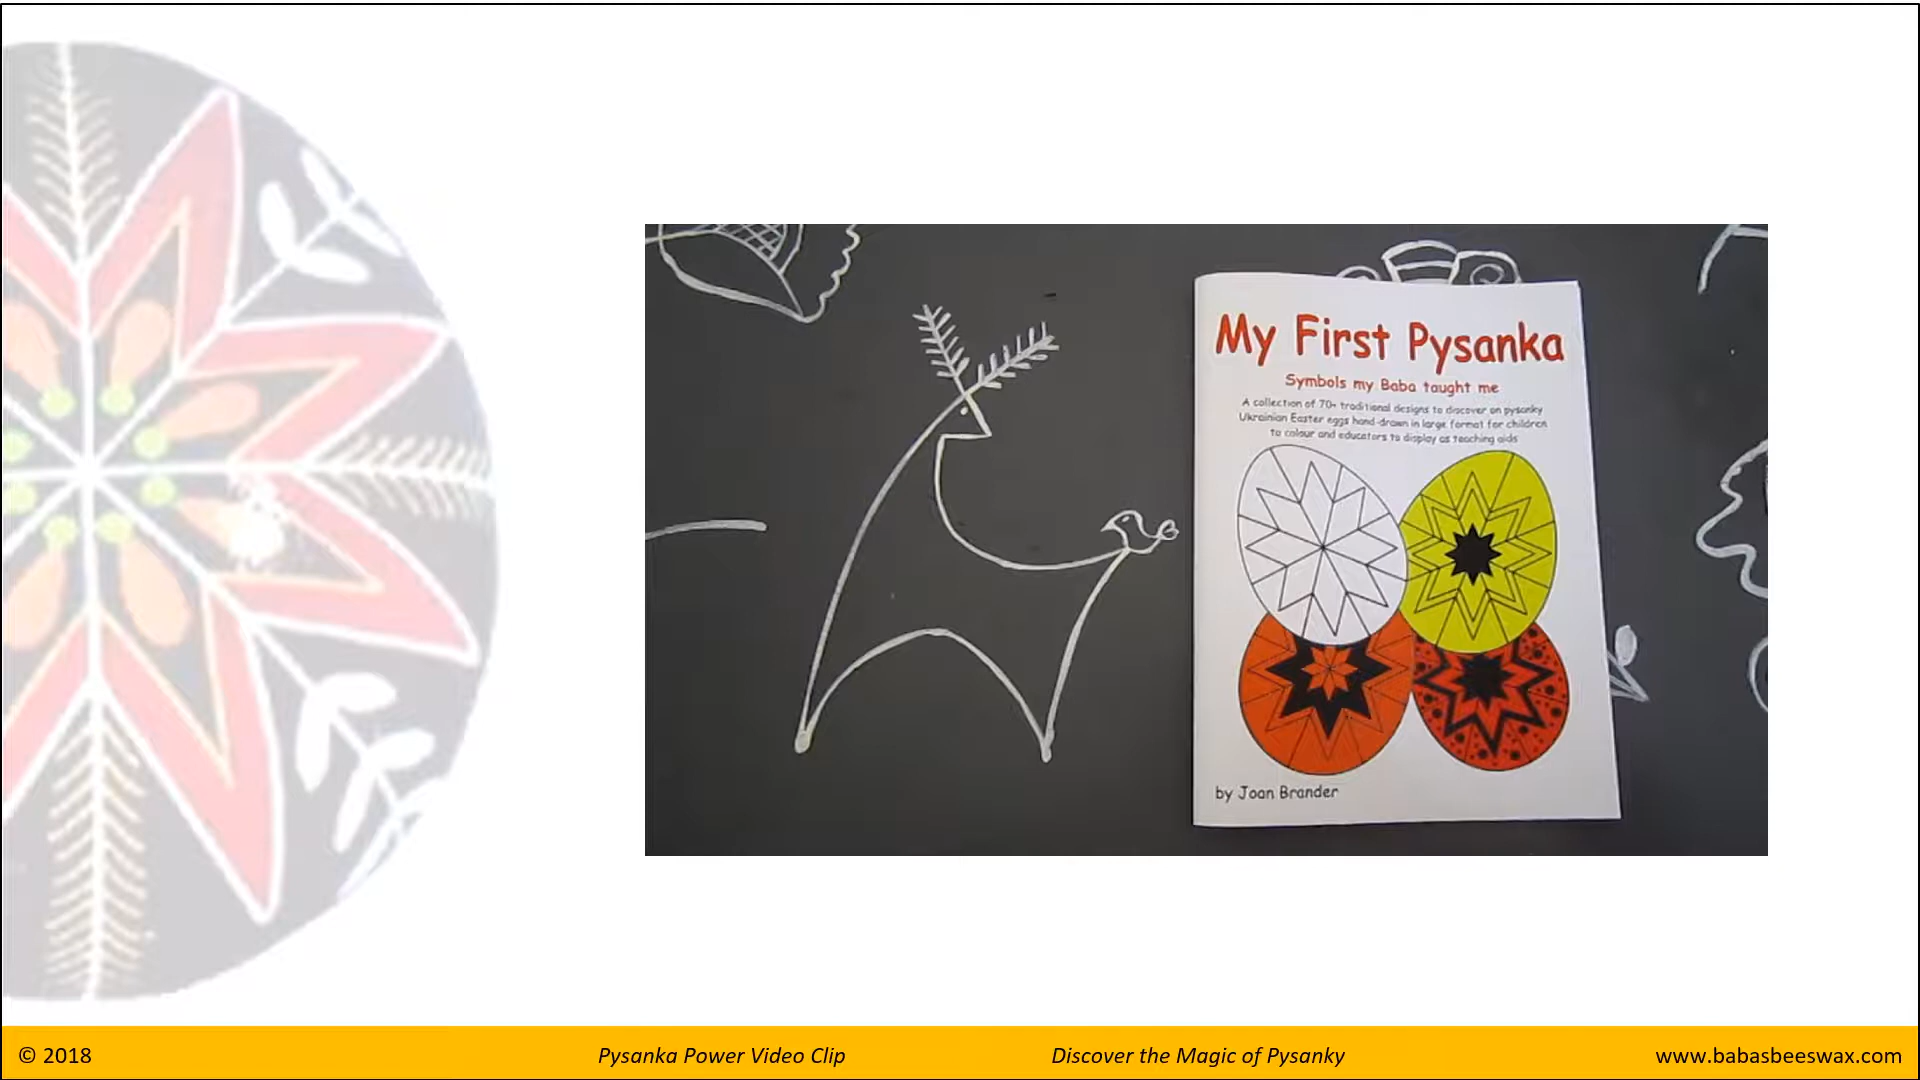 My First Pysanka
Symbols my Baba taught me
A collection of 70+ traditional designs to discover on pysanky
Ukrainian Easter eggs hand-drawn in large format for children
to colour and educators to display as teaching aids
by Joan Brander
© 2018
Pysanka Power Video Clip
Discover the Magic of Pysanky
www.babasbeeswax.com